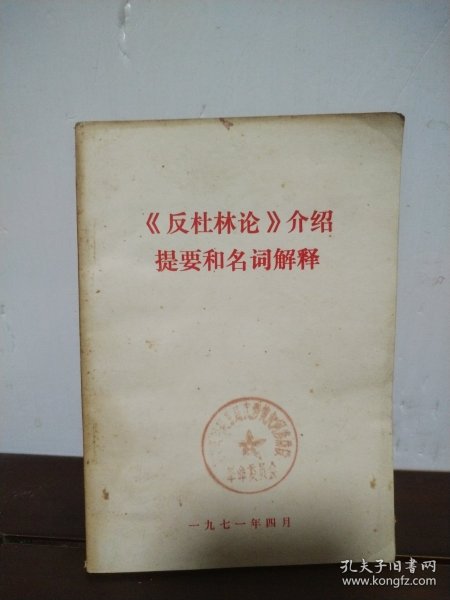 《反杜林论》介绍
提要和名词解释
革命委员会
一九七一年四月
孔夫子旧书网
www.kongfz.com